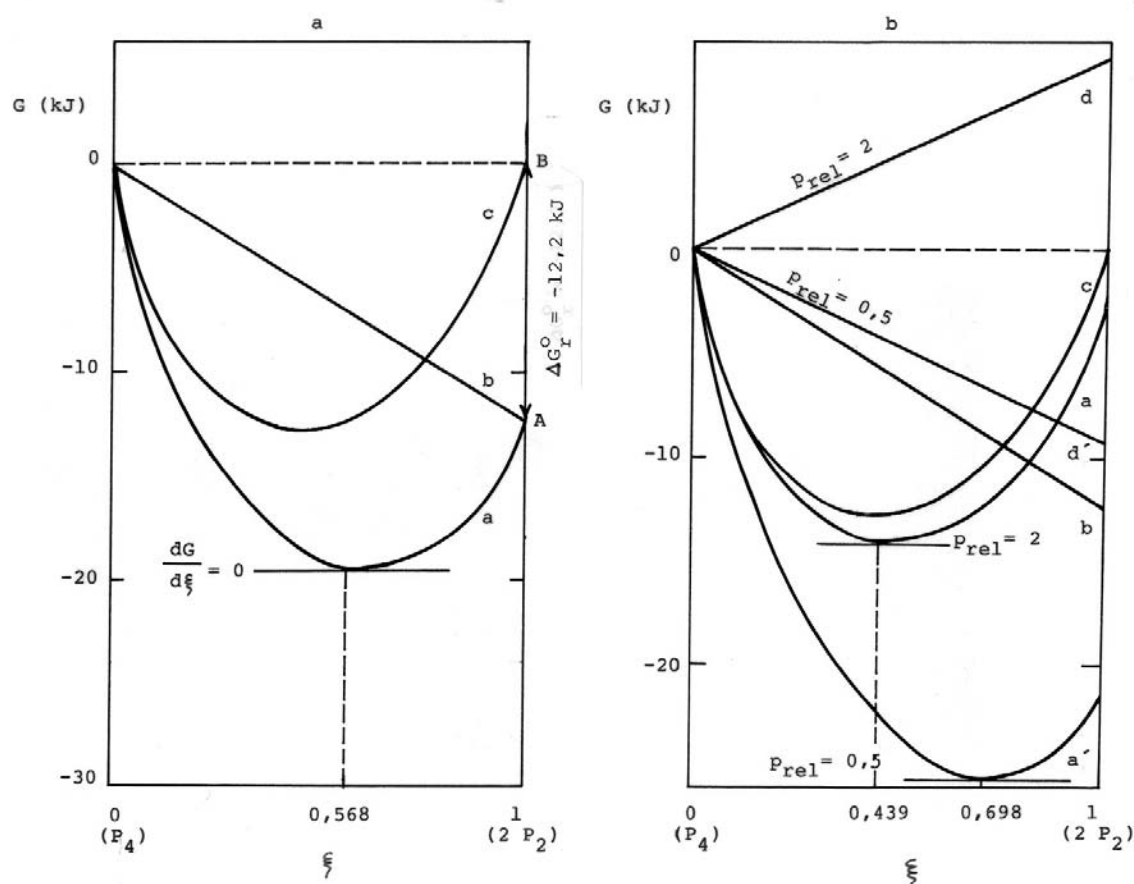 a
G (kJ)
0
B
c
ΔG°r = -12,2 kJ
-10
b
A
a
dG/dξ = 0
-20
-30
0
0,568
1
(P4)
(2 P2)
ξ
b
G (kJ)
d
prel = 2
0
prel = 0,5
c
a
-10
d´
b
prel = 2
-20
prel = 0,5
a´
0
0,439
0,698
1
(P4)
(2 P2)
ξ